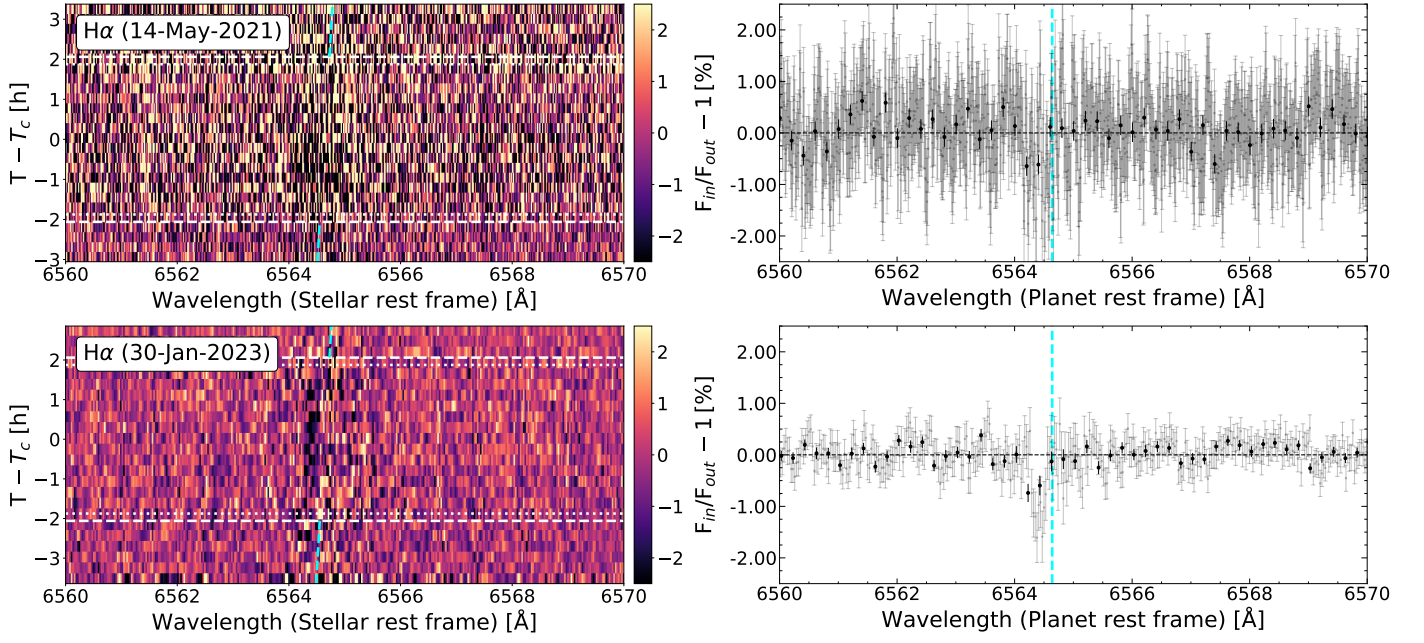 Hα (14-May-2021)
T − T_c [h]
3
2
1
0
−1
−2
−3
6560 6562 6564 6566 6568 6570
Wavelength (Stellar rest frame) [Å]
2
1
0
−1
−2
F_in/F_out − 1 [%]
2.00
1.00
0.00
-1.00
-2.00
6560 6562 6564 6566 6568 6570
Wavelength (Planet rest frame) [Å]
Hα (30-Jan-2023)
T − T_c [h]
2
1
0
−1
−2
−3
6560 6562 6564 6566 6568 6570
Wavelength (Stellar rest frame) [Å]
2
1
0
−1
−2
F_in/F_out − 1 [%]
2.00
1.00
0.00
-1.00
-2.00
6560 6562 6564 6566 6568 6570
Wavelength (Planet rest frame) [Å]